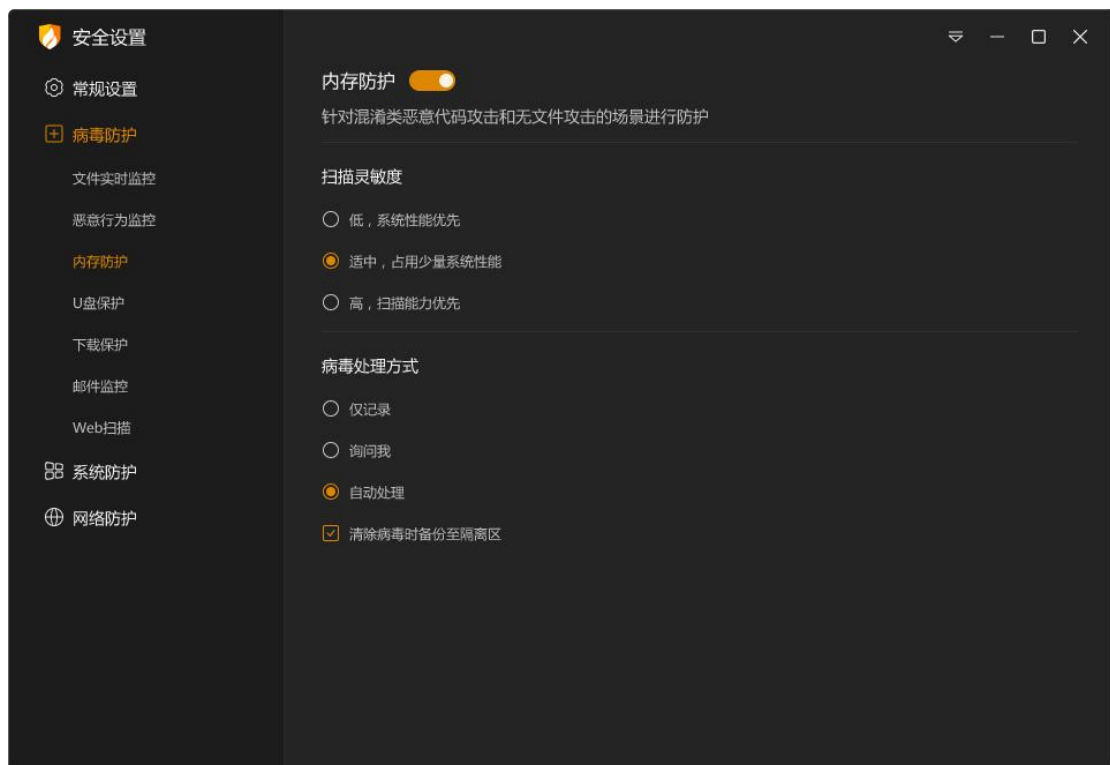 安全设置
常规设置
病毒防护
文件实时监控
恶意行为监控
内存防护
U盘保护
下载保护
邮件监控
Web扫描
系统防护
网络防护
内存防护
针对混淆类恶意代码攻击和无文件攻击的场景进行防护
扫描灵敏度
低，系统性能优先
适中，占用少量系统性能
高，扫描能力优先
病毒处理方式
仅记录
询问我
自动处理
清除病毒时备份至隔离区